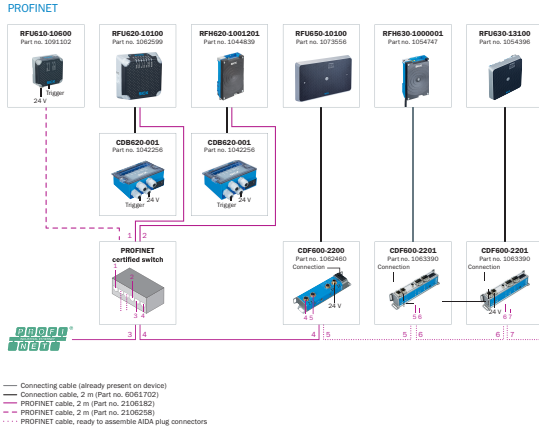 PROFINET
RFU610-10600
Part no. 1091102
Trigger
24 V
RFU620-10100
Part no. 1062599
RFH620-1001201
Part no. 1044839
RFU650-10100
Part no. 1073556
RFH630-1000001
Part no. 1054747
RFU630-13100
Part no. 1054396
CDB620-001
Part no. 1042256
24 V
Trigger
CDB620-001
Part no. 1042256
24 V
Trigger
1 2
PROFINET
certified switch
1
2
3 4
CDF600-2200
Part no. 1062460
Connection
24 V
4 5
CDF600-2201
Part no. 1063390
Connection
5 6
CDF600-2201
Part no. 1063390
Connection
24 V
6 7
PROFI
NET
®
3 4
4 5
5 6
6 7
Connecting cable (already present on device)
Connection cable, 2 m (Part no. 6061702)
PROFINET cable, 2 m (Part no. 2106182)
PROFINET cable, 2 m (Part no. 2106258)
PROFINET cable, ready to assemble AIDA plug connectors